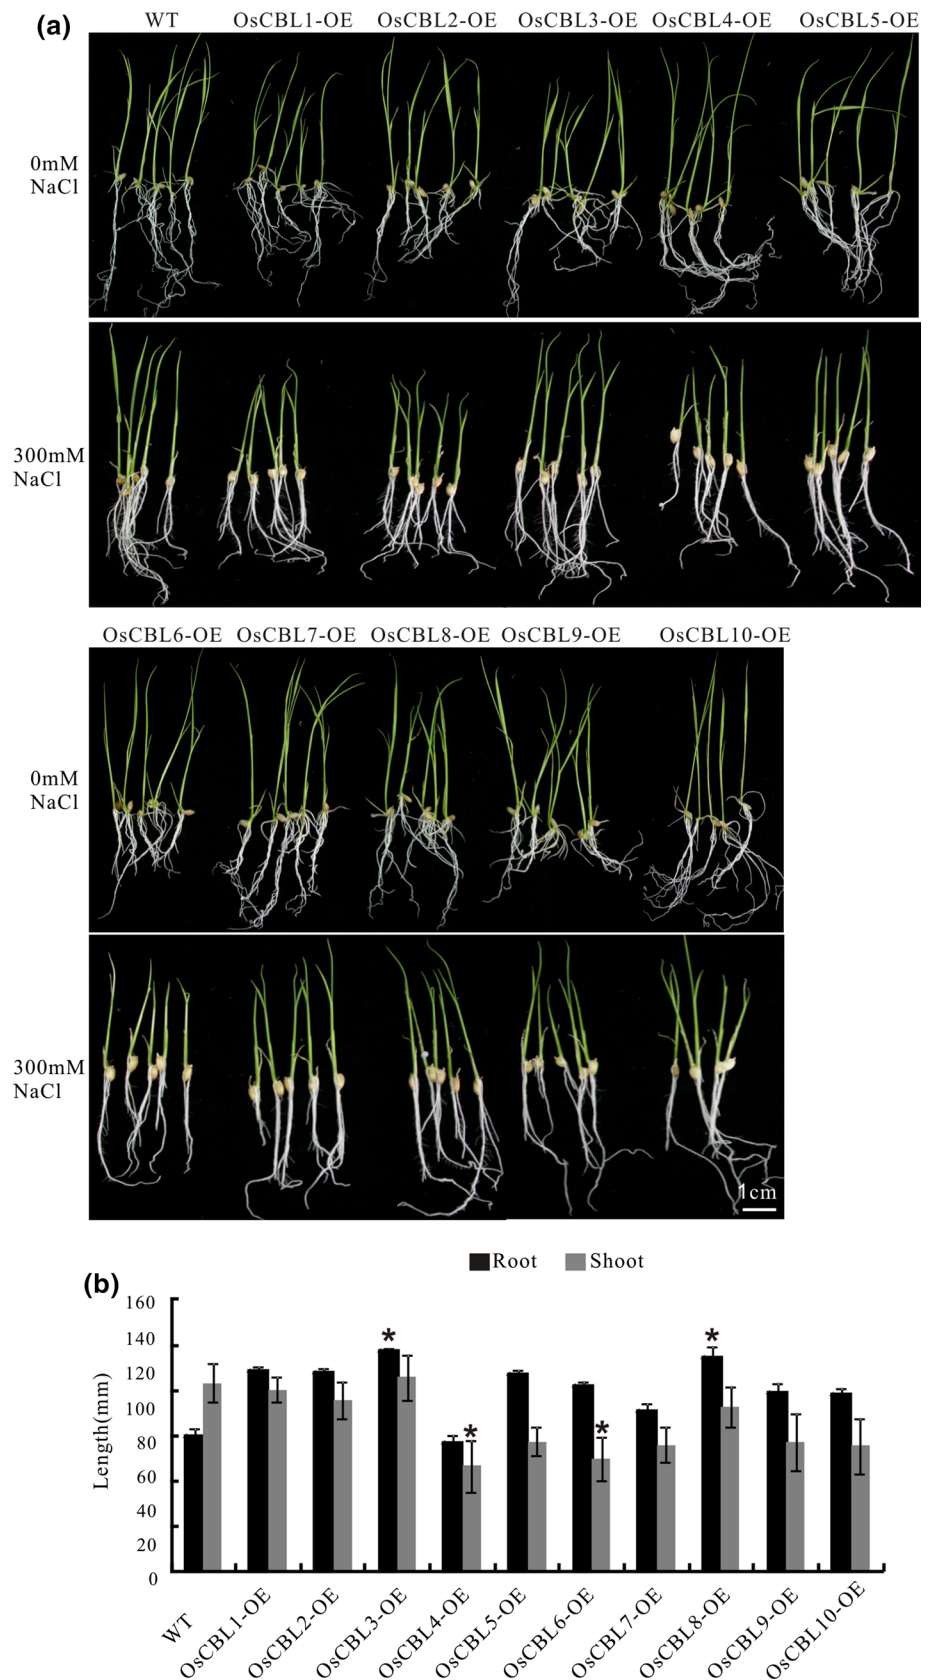 (a)
WT OsCBL1-OE OsCBL2-OE OsCBL3-OE OsCBL4-OE OsCBL5-OE
0mM
NaCl
300mM
NaCl
OsCBL6-OE OsCBL7-OE OsCBL8-OE OsCBL9-OE OsCBL10-OE
0mM
NaCl
300mM
NaCl
1cm
(b)
Root Shoot
Length(mm)
160
140
120
100
80
60
40
20
0
* * * *
WT OsCBL1-OE OsCBL2-OE OsCBL3-OE OsCBL4-OE OsCBL5-OE OsCBL6-OE OsCBL7-OE OsCBL8-OE OsCBL9-OE OsCBL10-OE